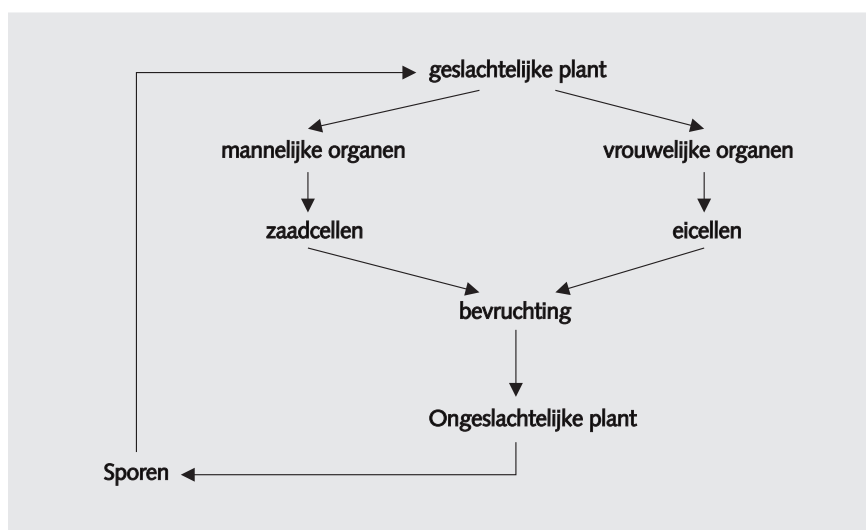 geslachtelijke plant
mannelijke organen
vrouwelijke organen
zaadcellen
eicellen
bevruchting
Ongeslachtelijke plant
Sporen